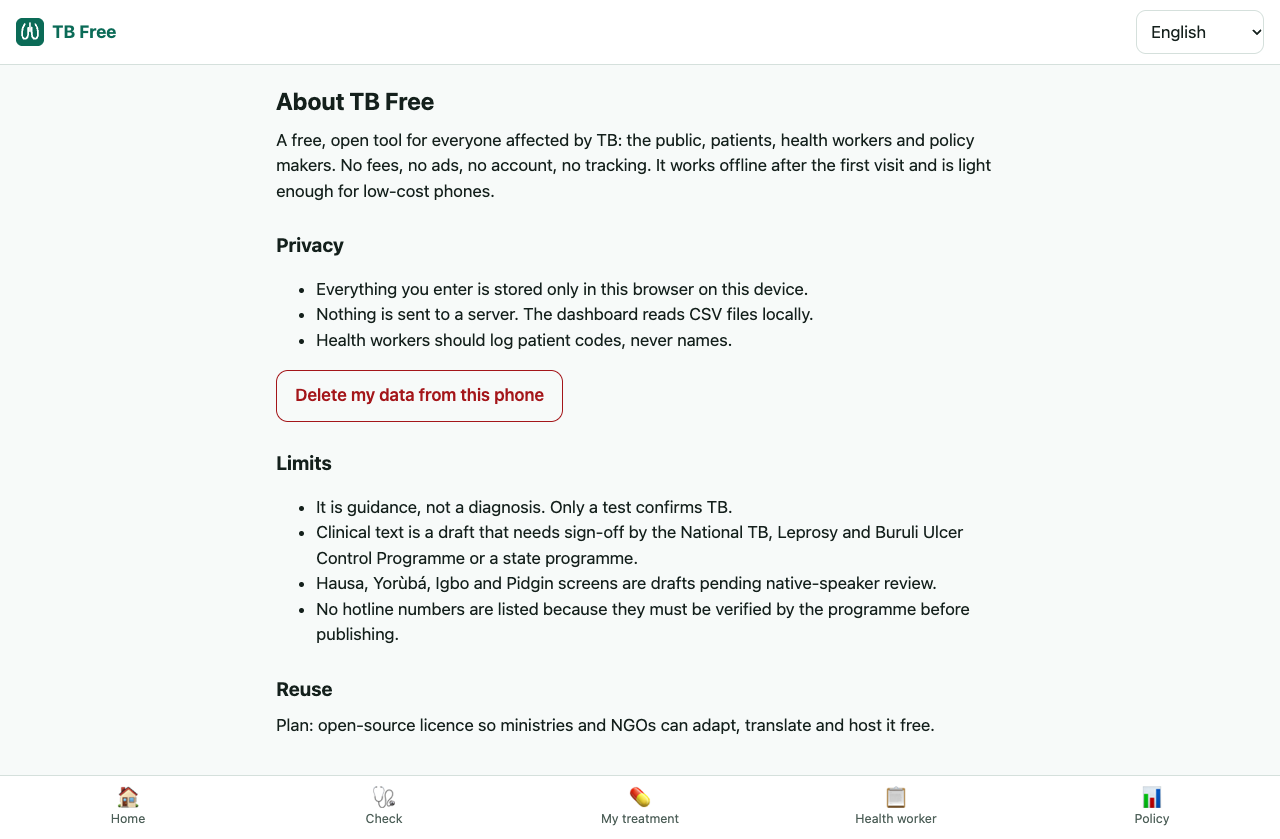 TB Free
English
About TB Free
A free, open tool for everyone affected by TB: the public, patients, health workers and policy
makers. No fees, no ads, no account, no tracking. It works offline after the first visit and is light
enough for low-cost phones.
Privacy
Everything you enter is stored only in this browser on this device.
Nothing is sent to a server. The dashboard reads CSV files locally.
Health workers should log patient codes, never names.
Delete my data from this phone
Limits
It is guidance, not a diagnosis. Only a test confirms TB.
Clinical text is a draft that needs sign-off by the National TB, Leprosy and Buruli Ulcer
Control Programme or a state programme.
Hausa, Yorùbá, Igbo and Pidgin screens are drafts pending native-speaker review.
No hotline numbers are listed because they must be verified by the programme before
publishing.
Reuse
Plan: open-source licence so ministries and NGOs can adapt, translate and host it free.
Home
Check
My treatment
Health worker
Policy